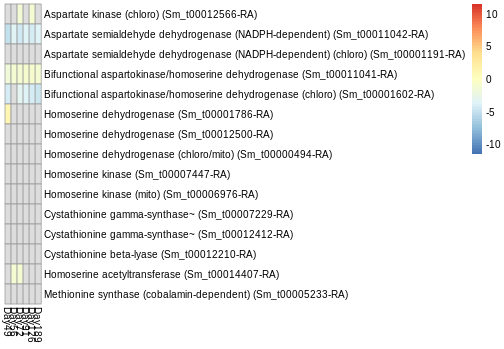 Aspartate kinase (chloro) (Sm_t00012566-RA)
Aspartate semialdehyde dehydrogenase (NADPH-dependent) (Sm_t00011042-RA)
Aspartate semialdehyde dehydrogenase (NADPH-dependent) (chloro) (Sm_t00001191-RA)
Bifunctional aspartokinase/homoserine dehydrogenase (Sm_t00011041-RA)
Bifunctional aspartokinase/homoserine dehydrogenase (chloro) (Sm_t00001602-RA)
Homoserine dehydrogenase (Sm_t00001786-RA)
Homoserine dehydrogenase (Sm_t00012500-RA)
Homoserine dehydrogenase (chloro/mito) (Sm_t00000494-RA)
Homoserine kinase (Sm_t00007447-RA)
Homoserine kinase (mito) (Sm_t00006976-RA)
Cystathionine gamma-synthase~ (Sm_t00007229-RA)
Cystathionine gamma-synthase~ (Sm_t00012412-RA)
Cystathionine beta-lyase (Sm_t00012210-RA)
Homoserine acetyltransferase (Sm_t00014407-RA)
Methionine synthase (cobalamin-dependent) (Sm_t00005233-RA)
10
5
0
-5
-10
Day189